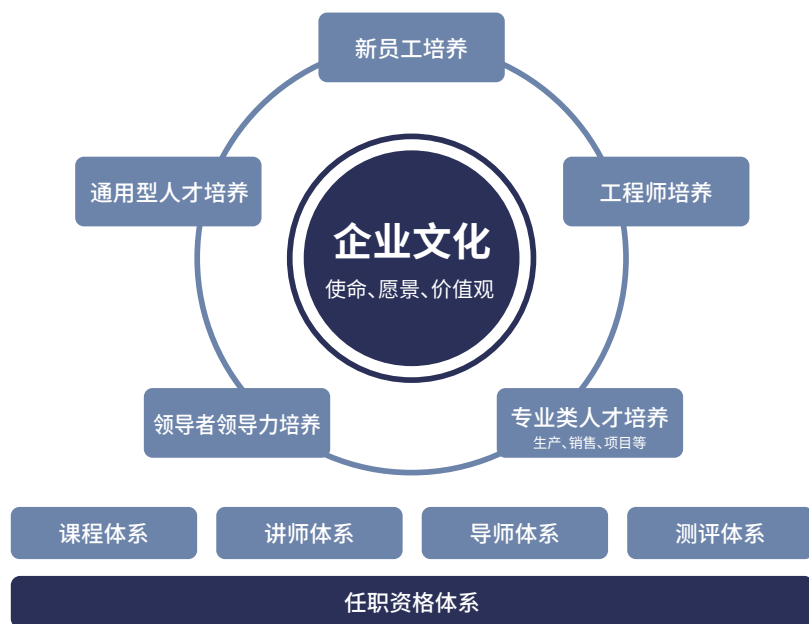 新员工培养
通用型人才培养
工程师培养
企业文化
使命、愿景、价值观
领导者领导力培养
专业类人才培养
生产、销售、项目等
课程体系
讲师体系
导师体系
测评体系
任职资格体系